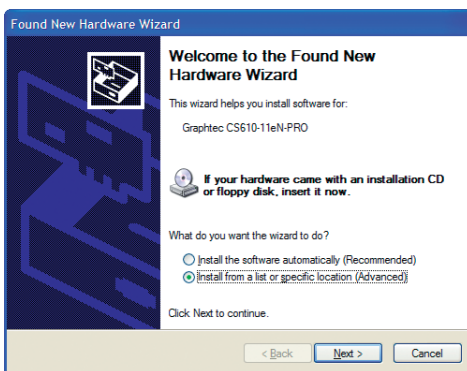 Found New Hardware Wizard
Welcome to the Found New
Hardware Wizard
This wizard helps you install software for:
Graphtec CS610-11eN-PRO
If your hardware came with an installation CD
or floppy disk, insert it now.
What do you want the wizard to do?
Install the software automatically (Recommended)
Install from a list or specific location (Advanced)
Click Next to continue.
< Back
Next >
Cancel